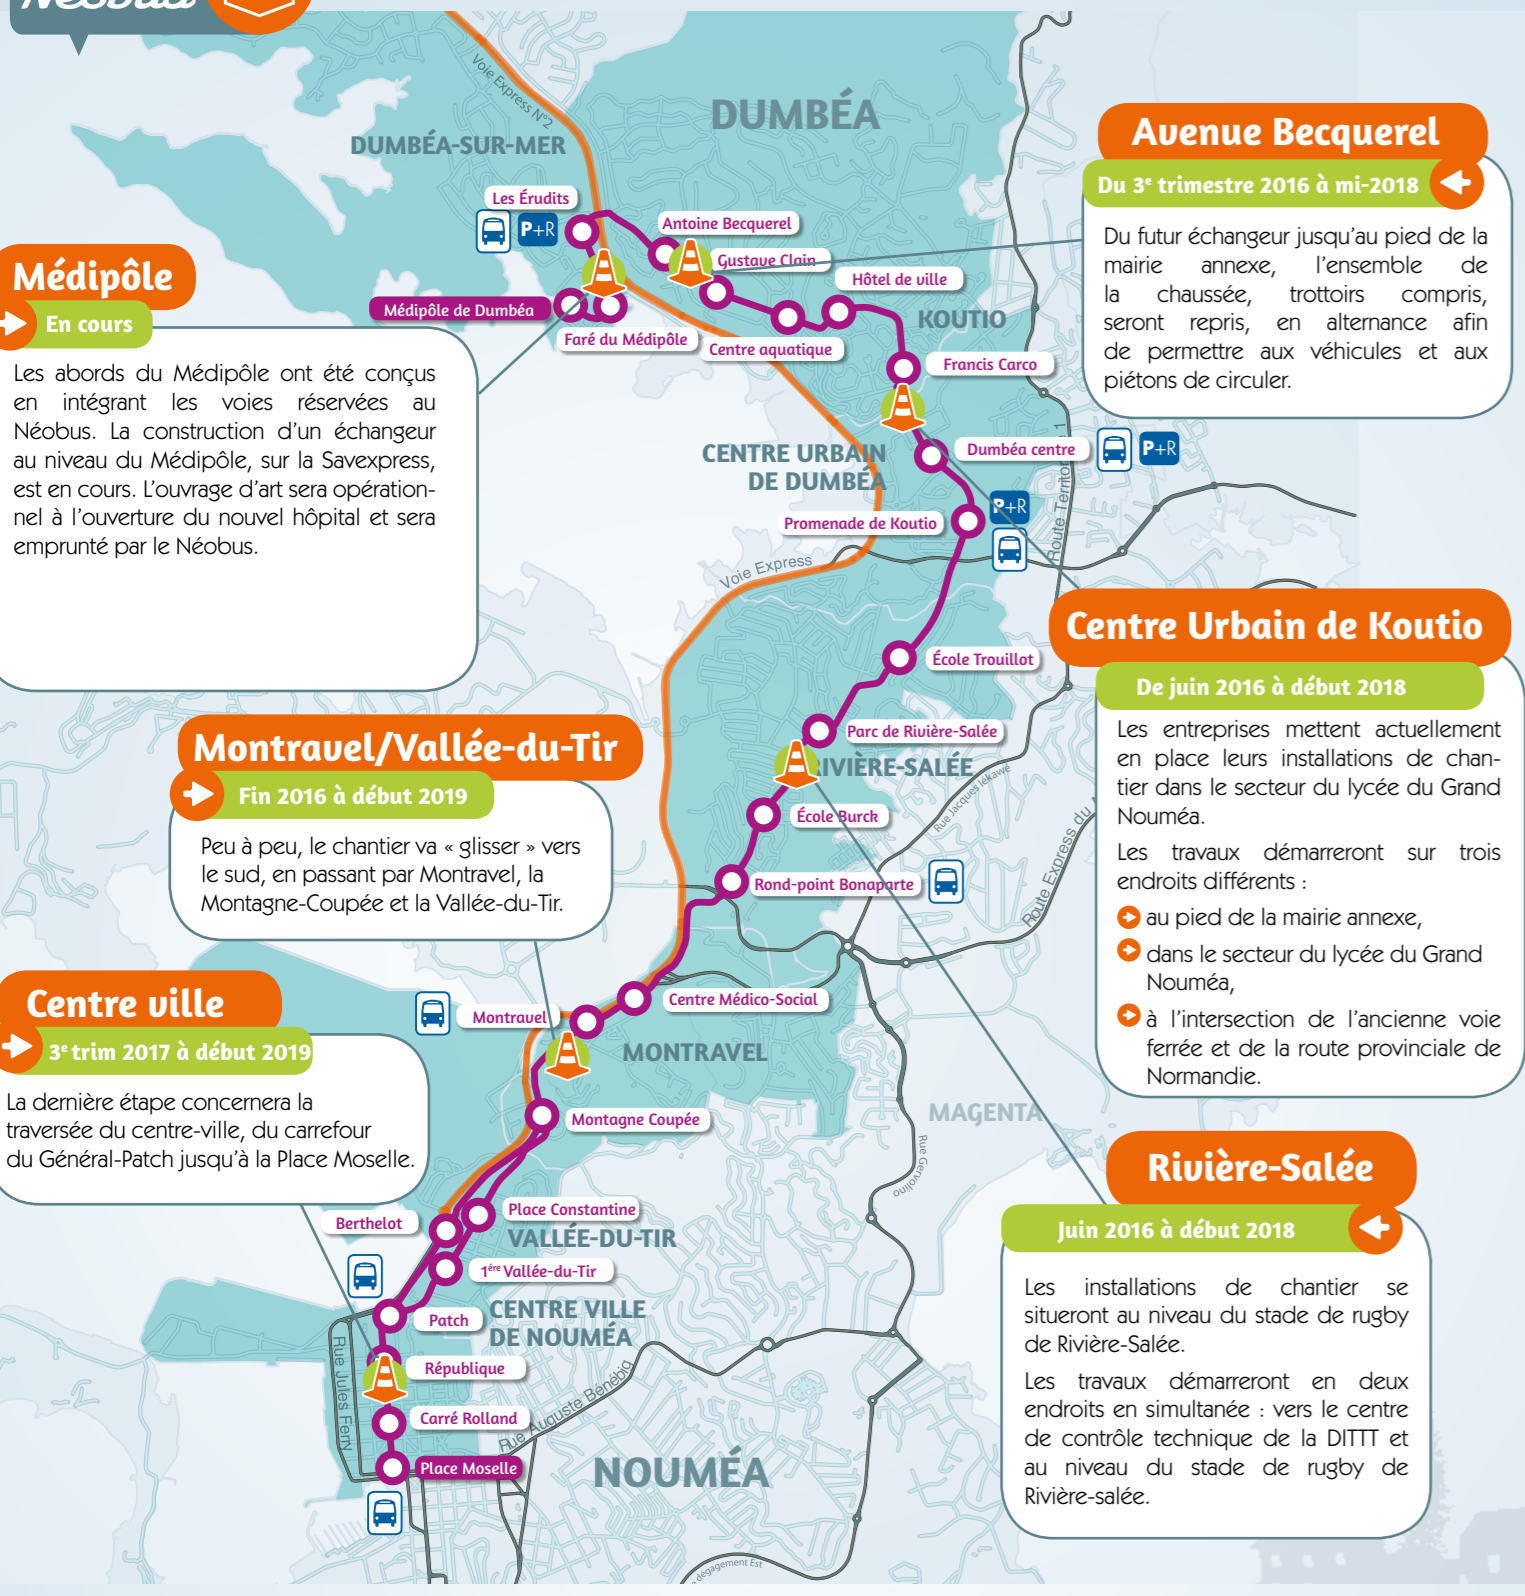 Néobus
DUMBÉA
DUMBÉA-SUR-MER
Voie Express N°2
Les Érudits
P+R
Antoine Becquerel
Gustave Clain
Hôtel de ville
Médipôle de Dumbéa
Faré du Médipôle
Centre aquatique
KOUTIO
Francis Carco
CENTRE URBAIN
DE DUMBÉA
Dumbéa centre
P+R
Promenade de Koutio
P+R
Voie Express
École Trouillot
Parc de Rivière-Salée
RIVIÈRE-SALÉE
Rue Jacques Iékawé
École Burck
Rond-point Bonaparte
Route Express du
Centre Médico-Social
Montravel
MONTRAVEL
Montagne Coupée
MAGENTA
Rue Gervolino
Place Constantine
Berthelot
VALLÉE-DU-TIR
1ère Vallée-du-Tir
CENTRE VILLE
DE NOUMÉA
Patch
République
Rue Jules Ferry
Carré Rolland
Rue Auguste Bénébig
Place Moselle
NOUMÉA
dégagement Est
Avenue Becquerel
Du 3e trimestre 2016 à mi-2018
Du futur échangeur jusqu'au pied de la
mairie annexe, l'ensemble de
la chaussée, trottoirs compris,
seront repris, en alternance afin
de permettre aux véhicules et aux
piétons de circuler.
Médipôle
En cours
Les abords du Médipôle ont été conçus
en intégrant les voies réservées au
Néobus. La construction d'un échangeur
au niveau du Médipôle, sur la Savexpress,
est en cours. L'ouvrage d'art sera opération-
nel à l'ouverture du nouvel hôpital et sera
emprunté par le Néobus.
Centre Urbain de Koutio
De juin 2016 à début 2018
Les entreprises mettent actuellement
en place leurs installations de chan-
tier dans le secteur du lycée du Grand
Nouméa.
Les travaux démarreront sur trois
endroits différents :
au pied de la mairie annexe,
dans le secteur du lycée du Grand
Nouméa,
à l'intersection de l'ancienne voie
ferrée et de la route provinciale de
Normandie.
Montravel/Vallée-du-Tir
Fin 2016 à début 2019
Peu à peu, le chantier va « glisser » vers
le sud, en passant par Montravel, la
Montagne-Coupée et la Vallée-du-Tir.
Centre ville
3e trim 2017 à début 2019
La dernière étape concernera la
traversée du centre-ville, du carrefour
du Général-Patch jusqu'à la Place Moselle.
Rivière-Salée
Juin 2016 à début 2018
Les installations de chantier se
situeront au niveau du stade de rugby
de Rivière-Salée.
Les travaux démarreront en deux
endroits en simultanée : vers le centre
de contrôle technique de la DITTT et
au niveau du stade de rugby de
Rivière-salée.